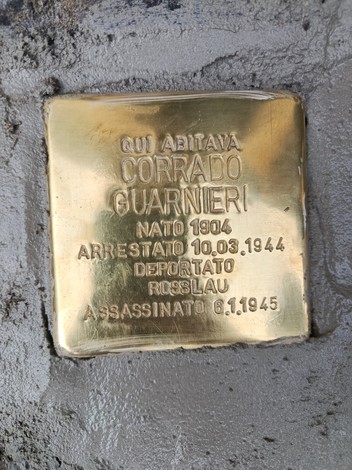 QUI ABITAVA
CORRADO
GUARNIERI
NATO 1904
ARRESTATO 10.03.1944
DEPORTATO
ROSSLAU
ASSASSINATO 6.1.1945